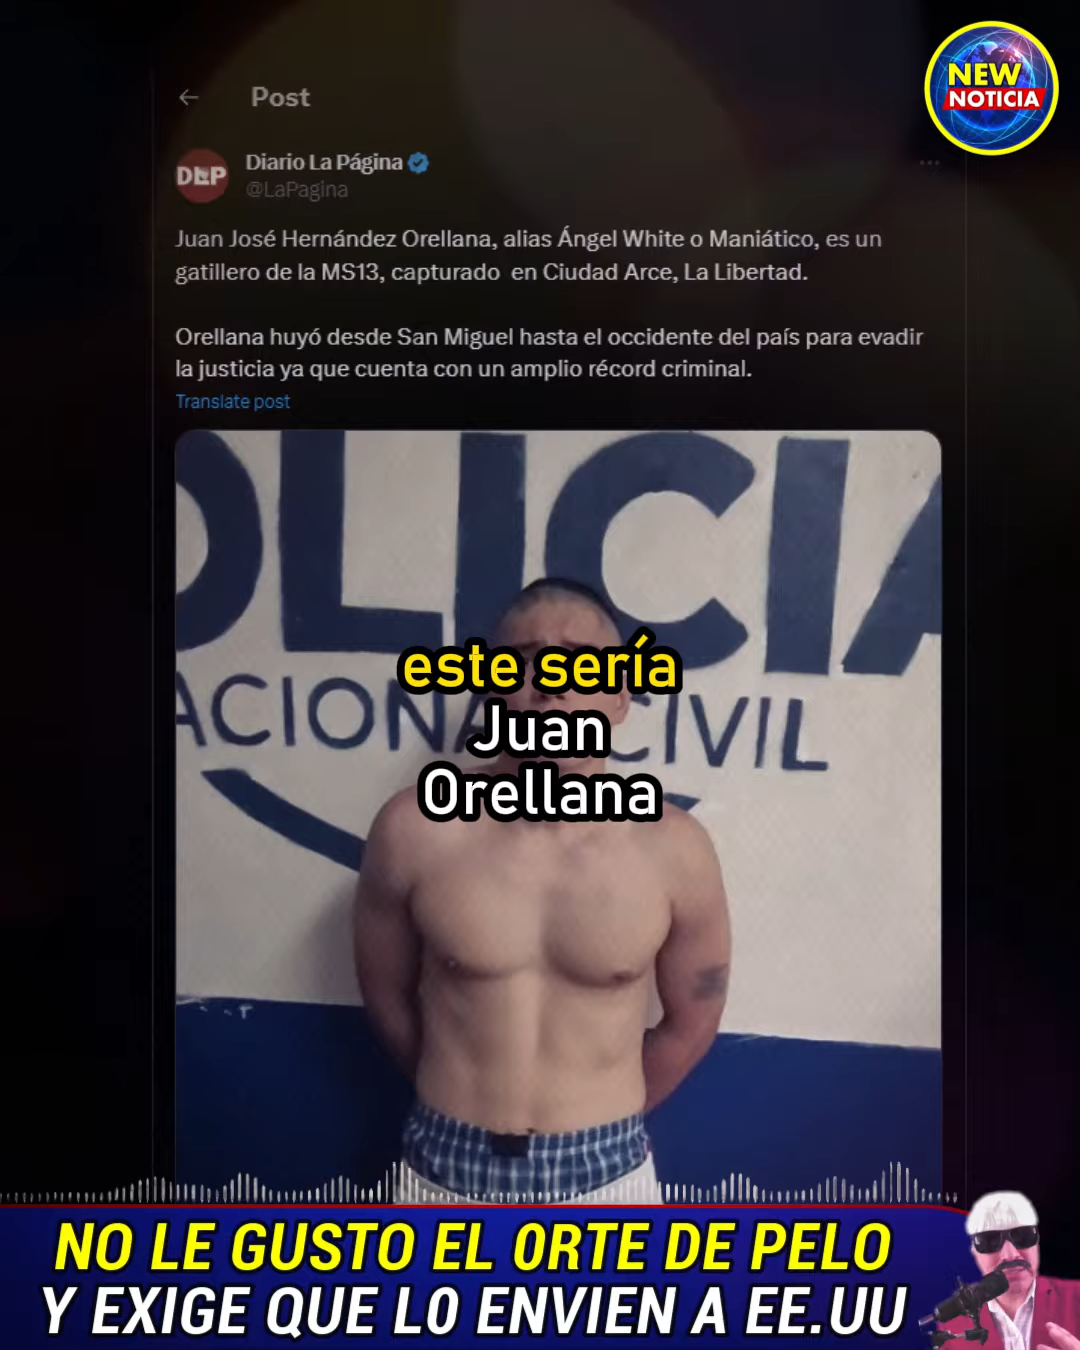 NEW
NOTICIA
Post
DLP
Diario La Página
@LaPagina
Juan José Hernández Orellana, alias Ángel White o Maniático, es un
gatillero de la MS13, capturado en Ciudad Arce, La Libertad.
Orellana huyó desde San Miguel hasta el occidente del país para evadir
la justicia ya que cuenta con un amplio récord criminal.
Translate post
OLICIA
ACIONA CIVIL
este sería
Juan
Orellana
NO LE GUSTO EL ORTE DE PELO
Y EXIGE QUE LO ENVIEN A EE.UU